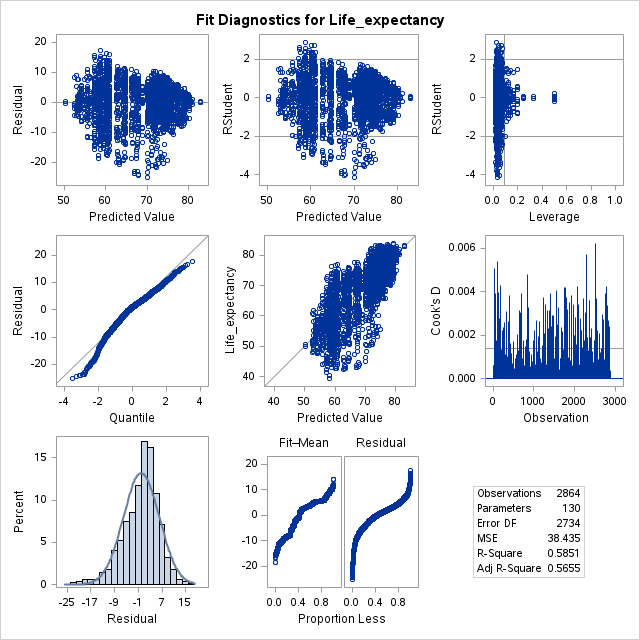 Fit Diagnostics for Life_expectancy
Residual
20
10
0
-10
-20
50 60 70 80
Predicted Value
RStudent
2
0
-2
-4
50 60 70 80
Predicted Value
RStudent
2
0
-2
-4
0.0 0.2 0.4 0.6 0.8 1.0
Leverage
Residual
20
10
0
-10
-20
-4 -2 0 2 4
Quantile
Life_expectancy
80
70
60
50
40
40 50 60 70 80
Predicted Value
Cook's D
0.006
0.004
0.002
0.000
0 1000 2000 3000
Observation
Percent
15
10
5
0
-25 -17 -9 -1 7 15
Residual
Fit–Mean Residual
20
10
0
-10
-20
0.0 0.4 0.8 0.0 0.4 0.8
Proportion Less
Observations 2864
Parameters 130
Error DF 2734
MSE 38.435
R-Square 0.5851
Adj R-Square 0.5655